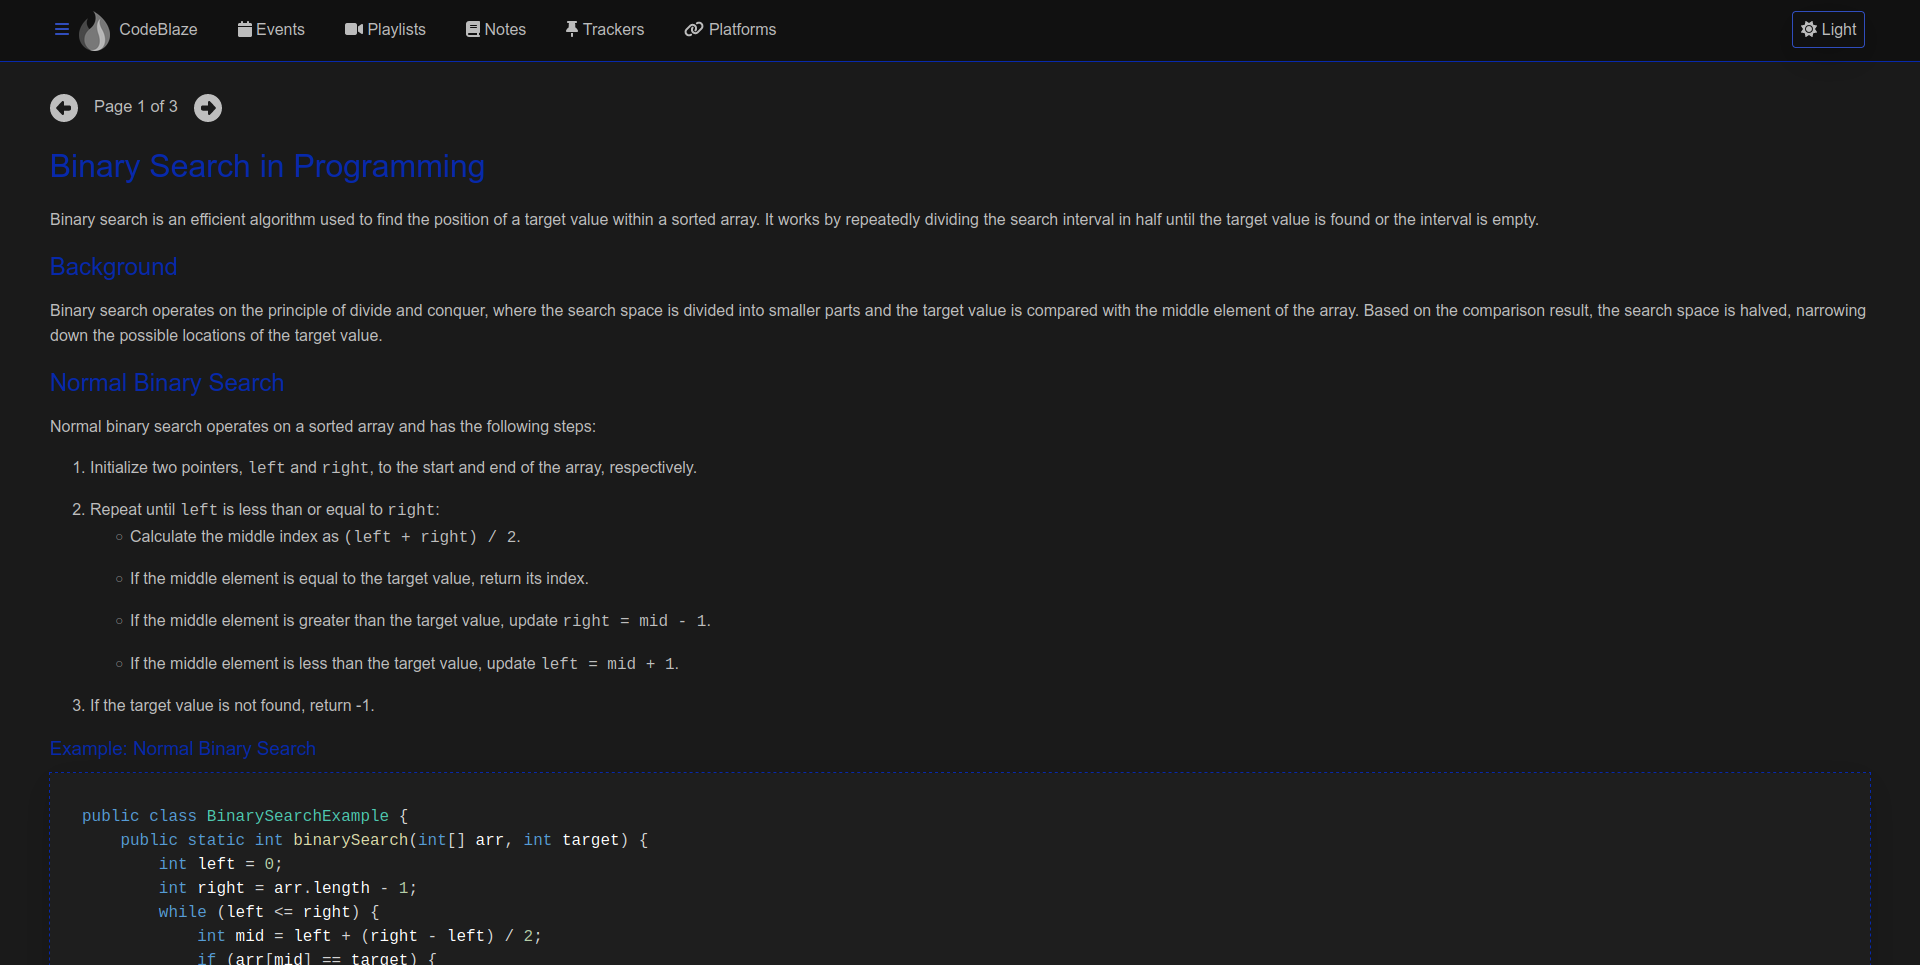 CodeBlaze Events Playlists Notes Trackers Platforms Light
Page 1 of 3
Binary Search in Programming
Binary search is an efficient algorithm used to find the position of a target value within a sorted array. It works by repeatedly dividing the search interval in half until the target value is found or the interval is empty.
Background
Binary search operates on the principle of divide and conquer, where the search space is divided into smaller parts and the target value is compared with the middle element of the array. Based on the comparison result, the search space is halved, narrowing
down the possible locations of the target value.
Normal Binary Search
Normal binary search operates on a sorted array and has the following steps:
1. Initialize two pointers, left and right, to the start and end of the array, respectively.
2. Repeat until left is less than or equal to right:
◦ Calculate the middle index as (left + right) / 2.
◦ If the middle element is equal to the target value, return its index.
◦ If the middle element is greater than the target value, update right = mid - 1.
◦ If the middle element is less than the target value, update left = mid + 1.
3. If the target value is not found, return -1.
Example: Normal Binary Search
public class BinarySearchExample {
    public static int binarySearch(int[] arr, int target) {
        int left = 0;
        int right = arr.length - 1;
        while (left <= right) {
            int mid = left + (right - left) / 2;
            if (arr[mid] == target) {